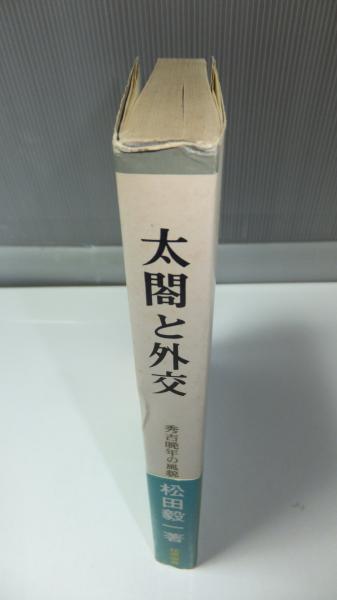 太閤と外交
秀吉晩年の風貌
松田毅一著